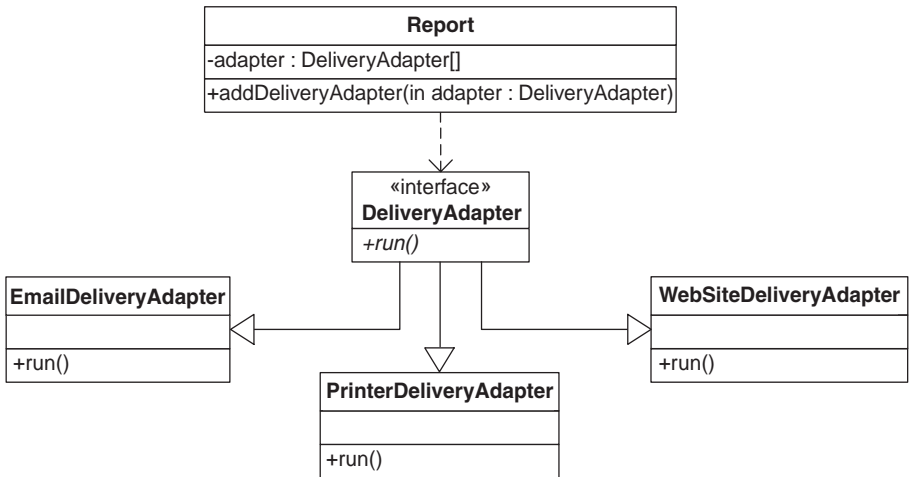 Report
-adapter : DeliveryAdapter[]
+addDeliveryAdapter(in adapter : DeliveryAdapter)
«interface»
DeliveryAdapter
+run()
EmailDeliveryAdapter
+run()
WebSiteDeliveryAdapter
+run()
PrinterDeliveryAdapter
+run()